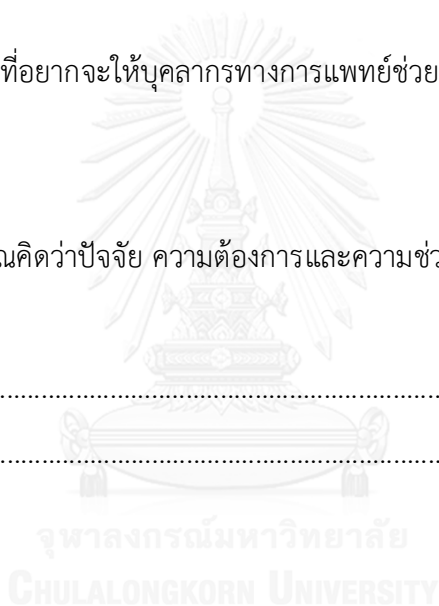 ที่อยากจะให้บุคลากรทางการแพทย์ช่วย
คิดว่าปัจจัย ความต้องการและความช่ว
................................................................................
................................................................................
จุฬาลงกรณ์มหาวิทยาลัย
CHULALONGKORN UNIVERSITY